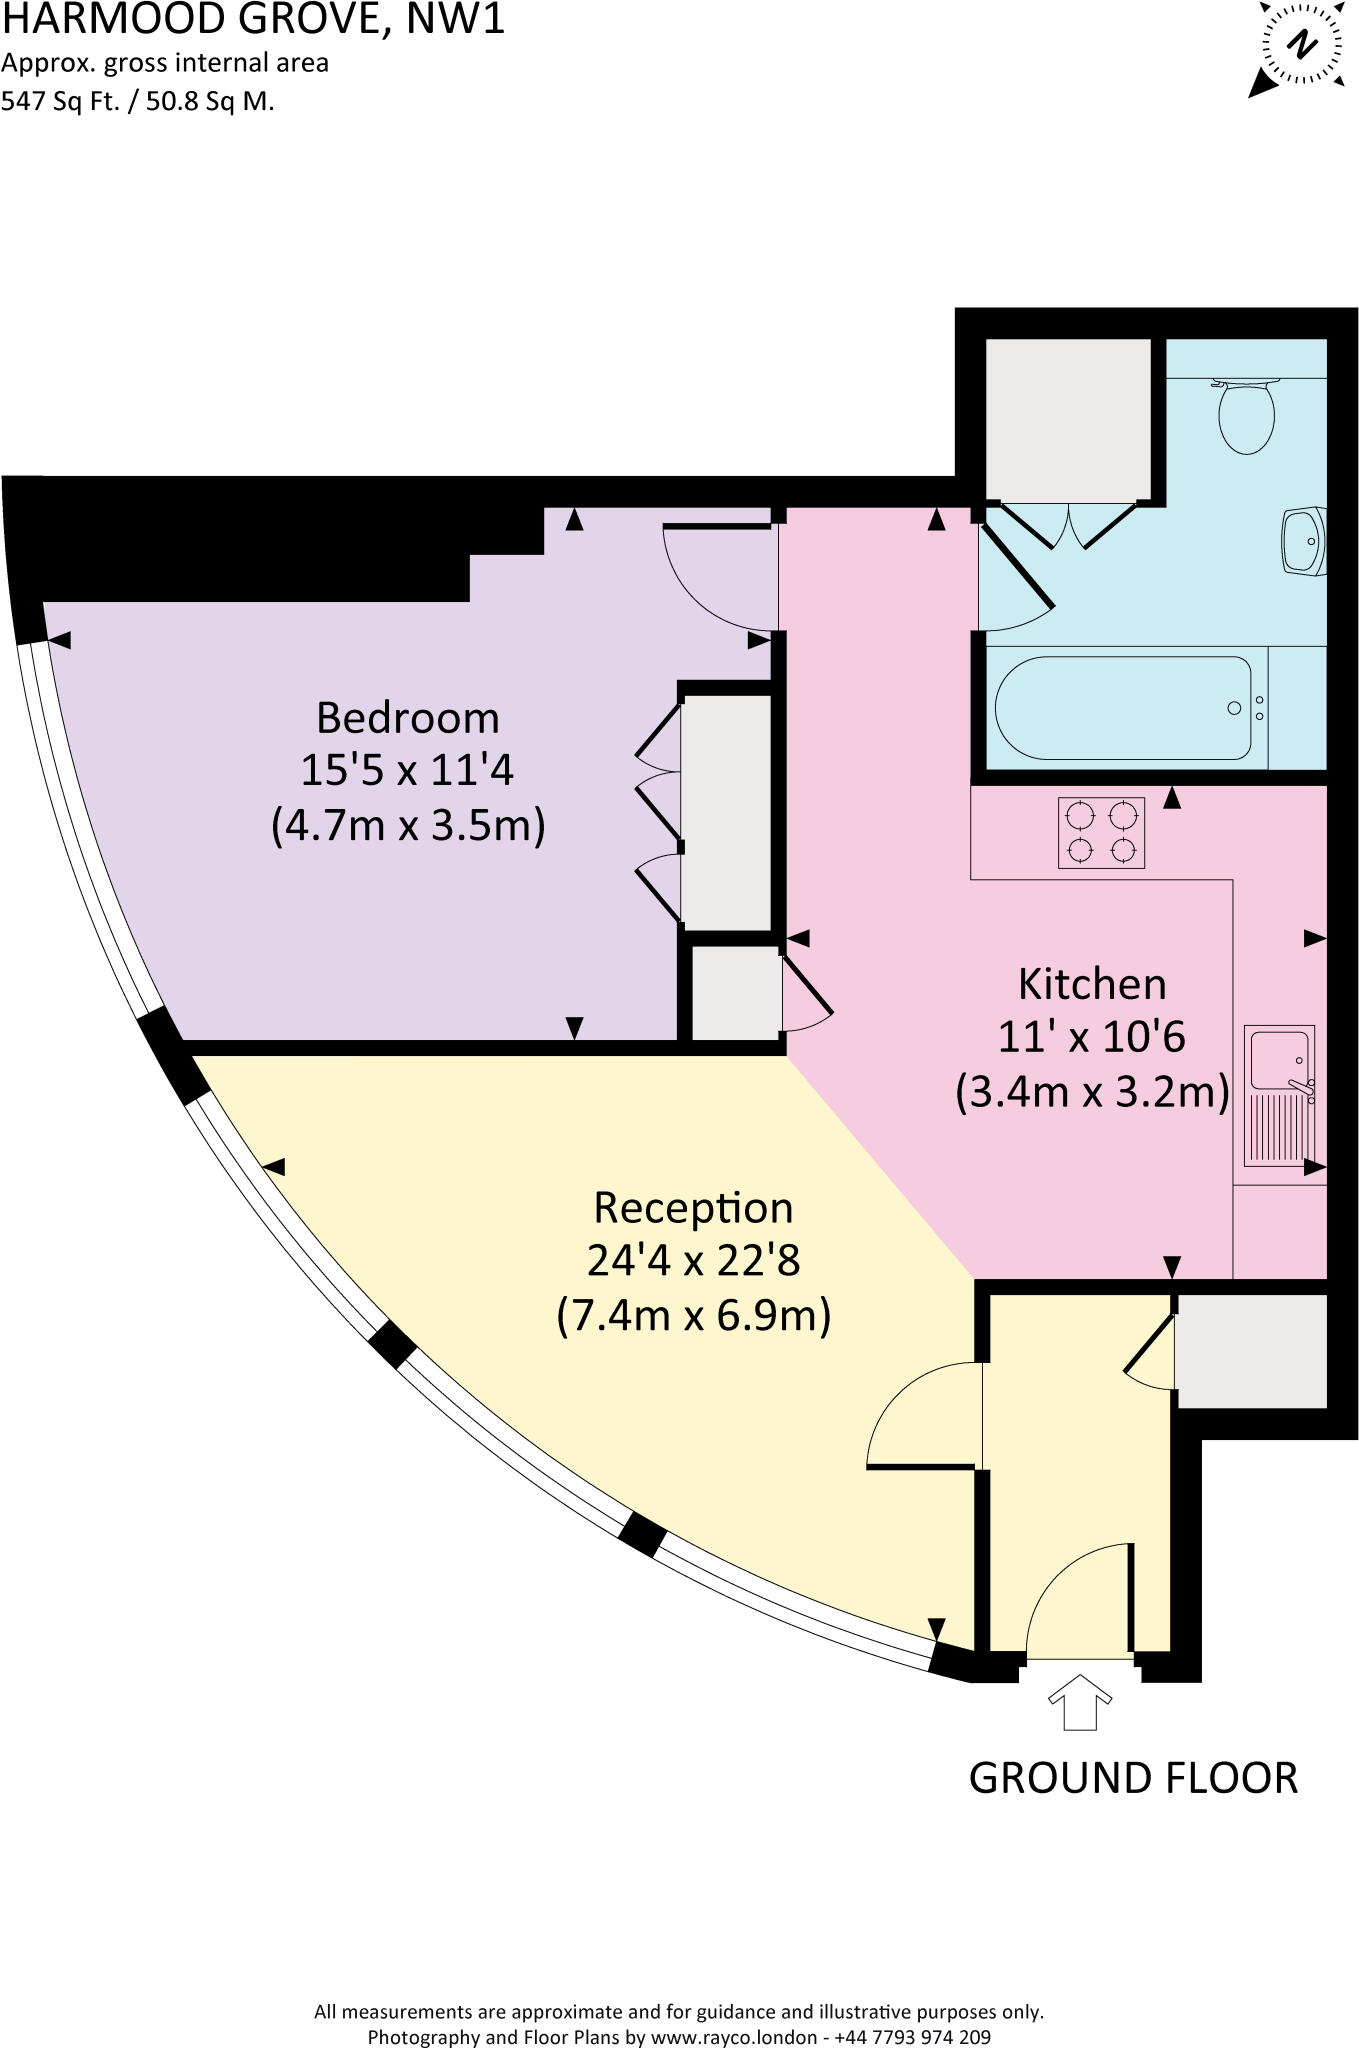 HARMOOD GROVE, NW1
Approx. gross internal area
547 Sq Ft. / 50.8 Sq M.
N
Bedroom
15'5 x 11'4
(4.7m x 3.5m)
Kitchen
11' x 10'6
(3.4m x 3.2m)
Reception
24'4 x 22'8
(7.4m x 6.9m)
GROUND FLOOR
All measurements are approximate and for guidance and illustrative purposes only.
Photography and Floor Plans by www.rayco.london - +44 7793 974 209